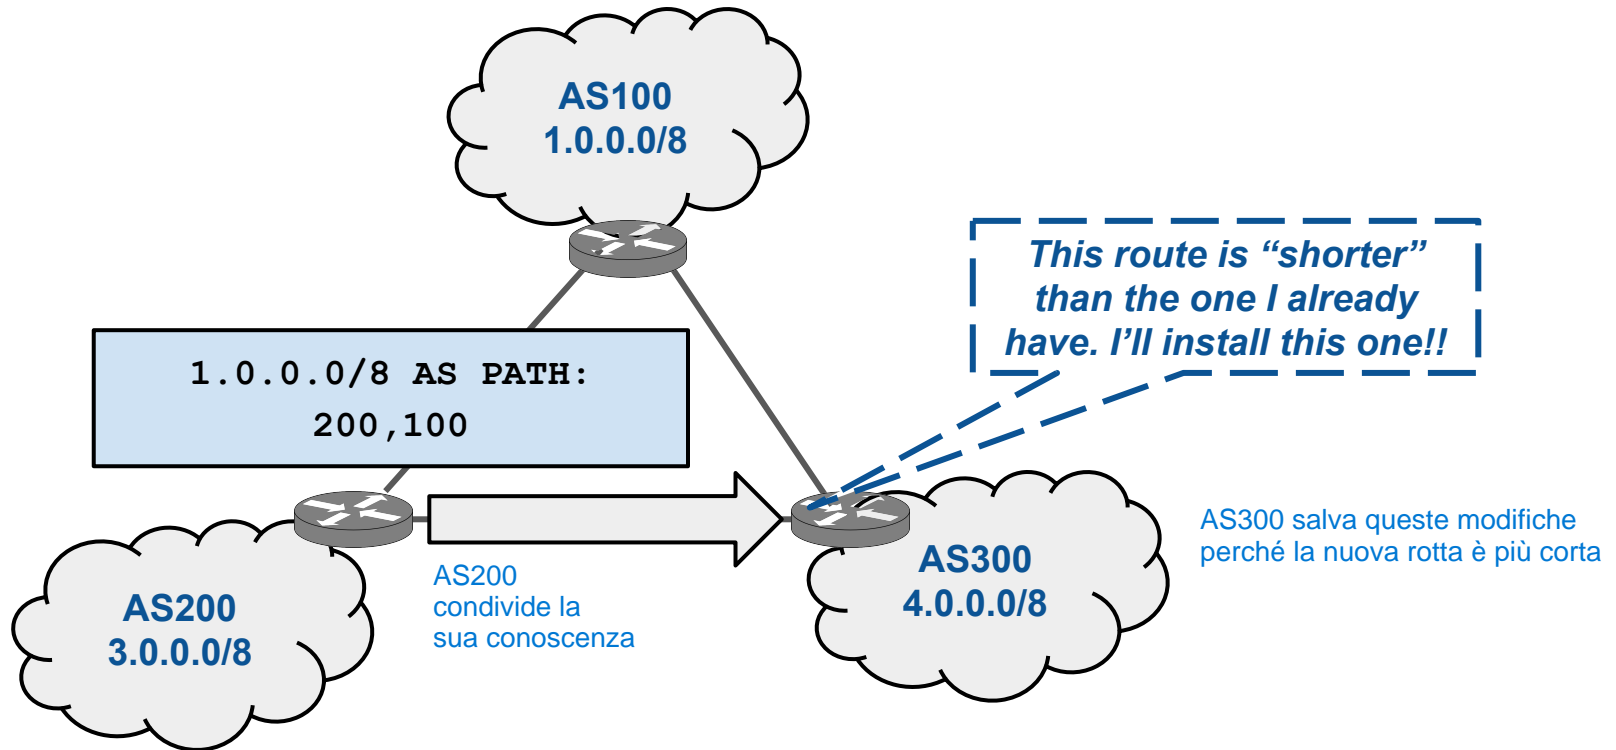 AS100
1.0.0.0/8
This route is “shorter”
than the one I already
have. I’ll install this one!!
1.0.0.0/8 AS PATH:
200,100
AS200
condivide la
sua conoscenza
AS200
3.0.0.0/8
AS300
4.0.0.0/8
AS300 salva queste modifiche
perché la nuova rotta è più corta